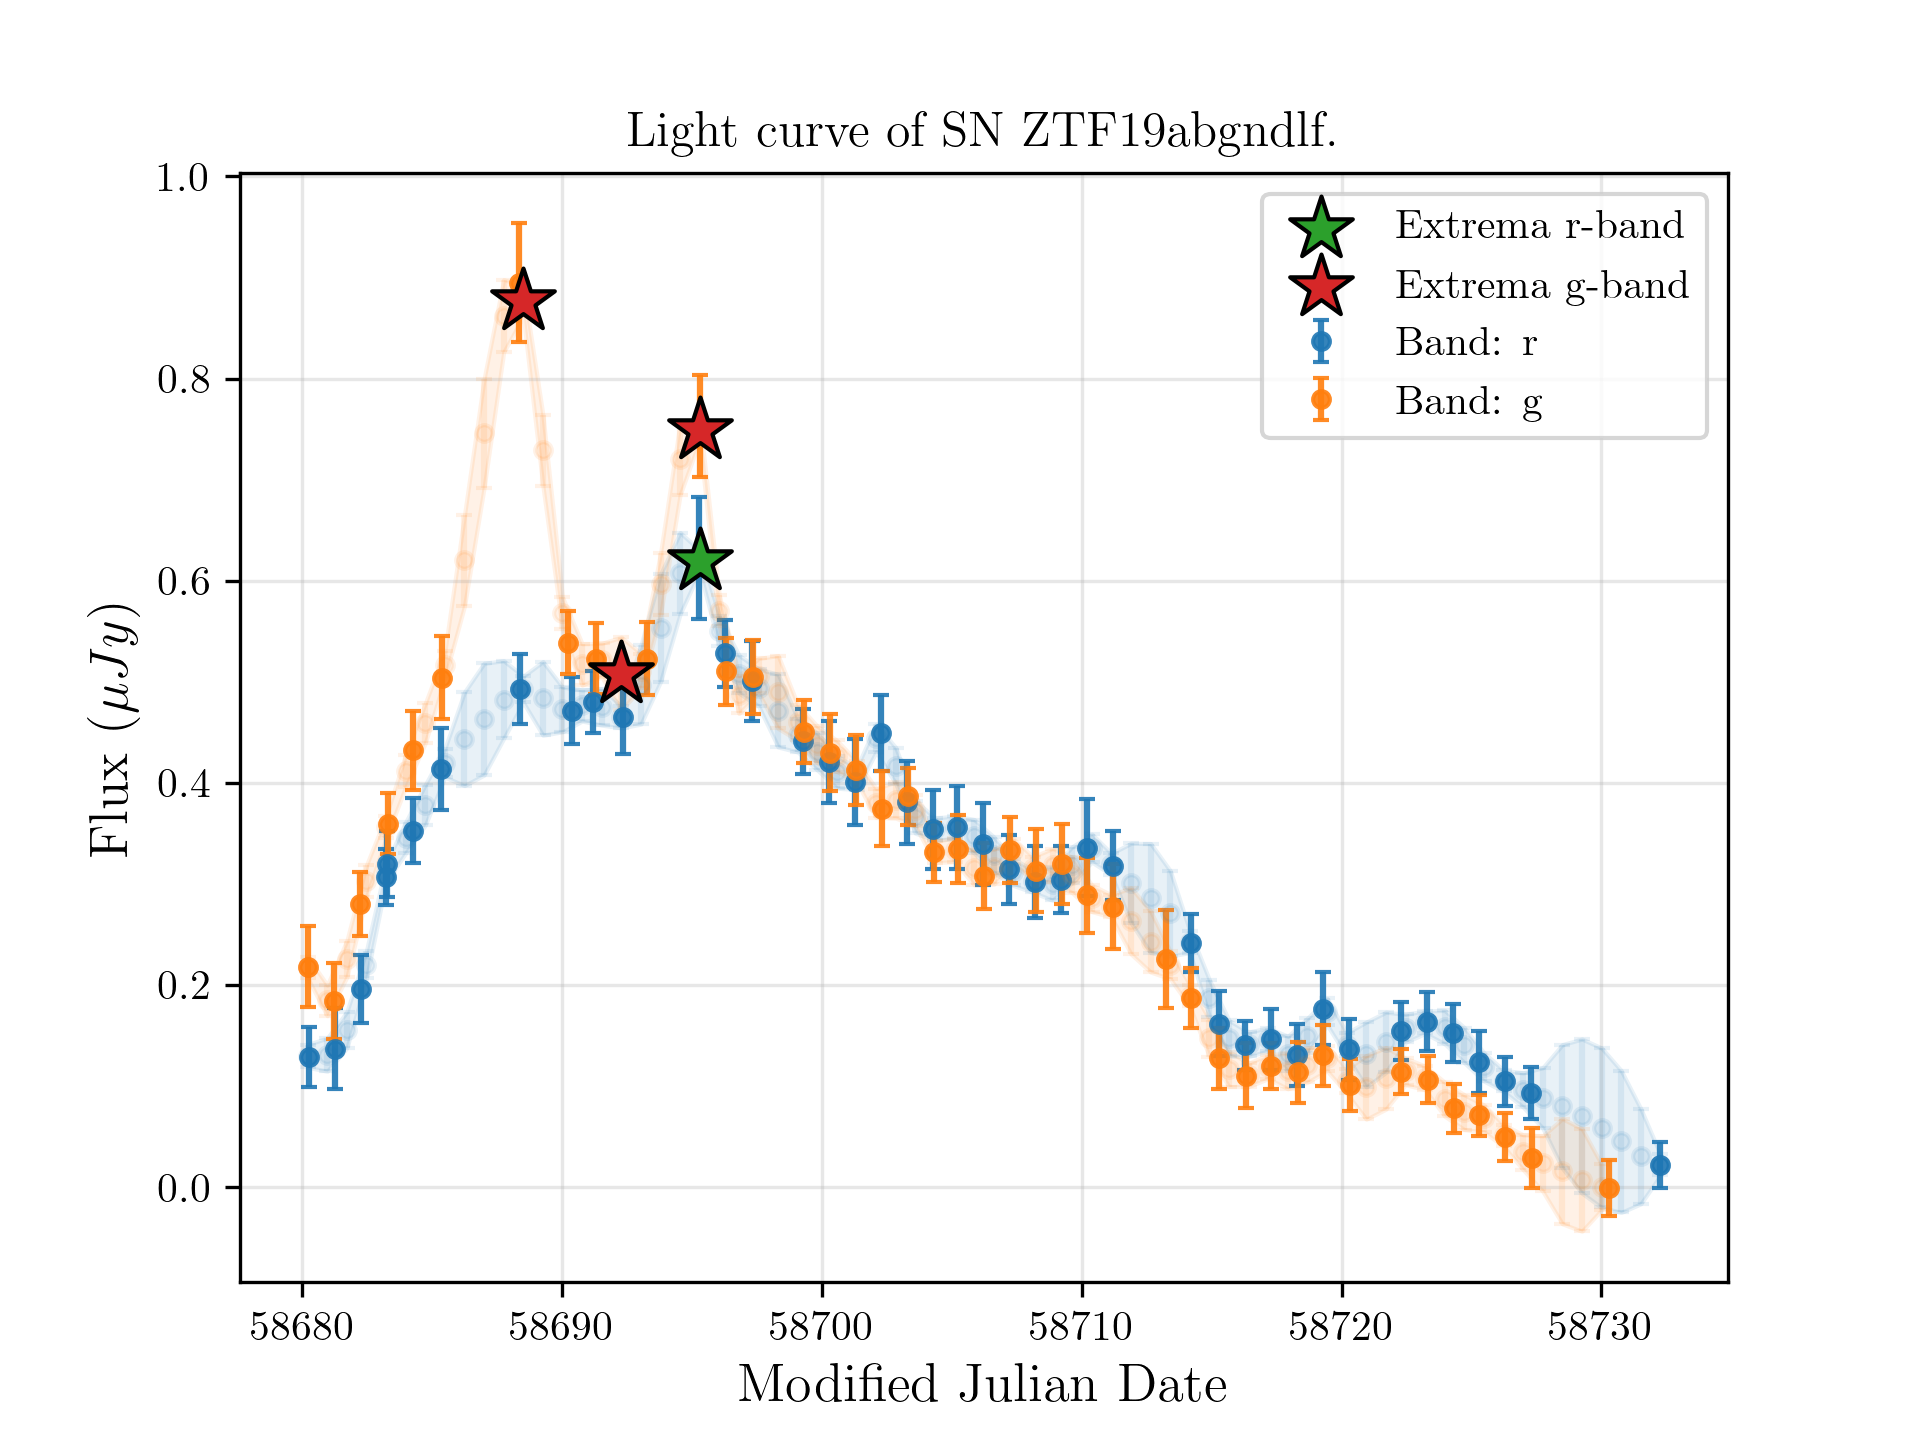 Light curve of SN ZTF19abgndlf.
1.0
0.8
0.6
0.4
0.2
0.0
Flux (μJy)
Extrema r-band
Extrema g-band
Band: r
Band: g
58680 58690 58700 58710 58720 58730
Modified Julian Date